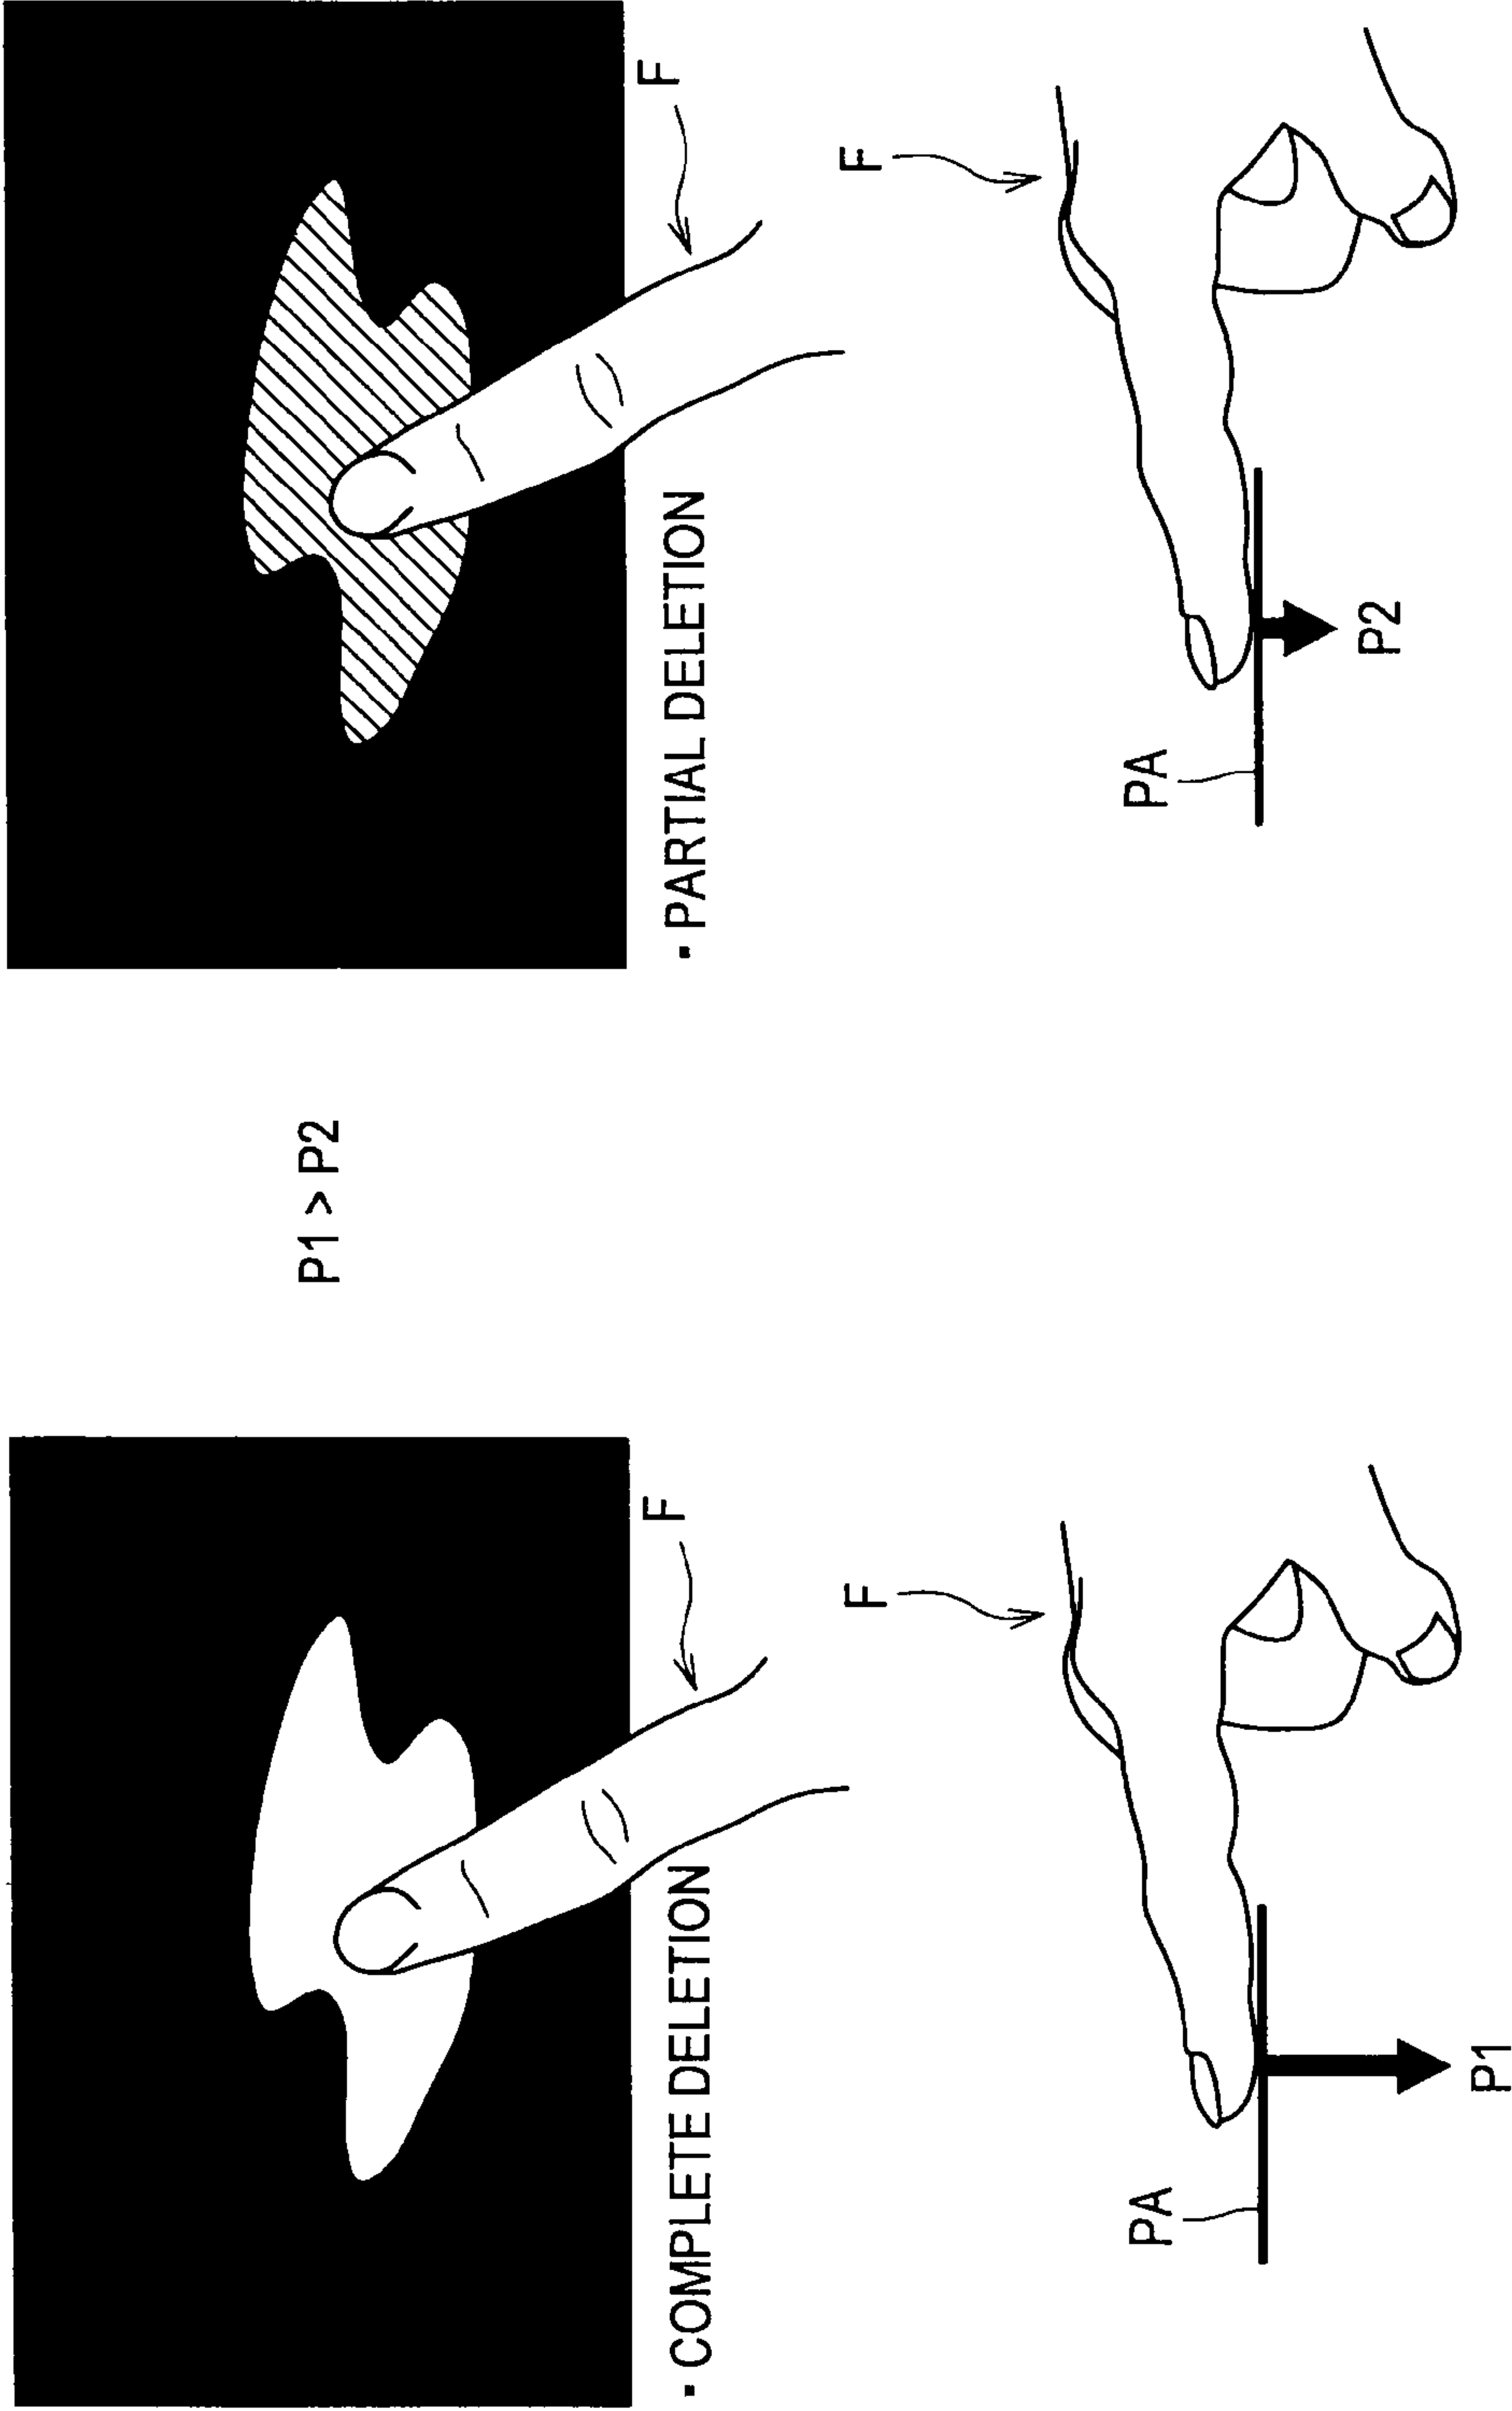 P1 > P2
F
F
▪ COMPLETE DELETION
▪ PARTIAL DELETION
F
F
PA
PA
P1
P2